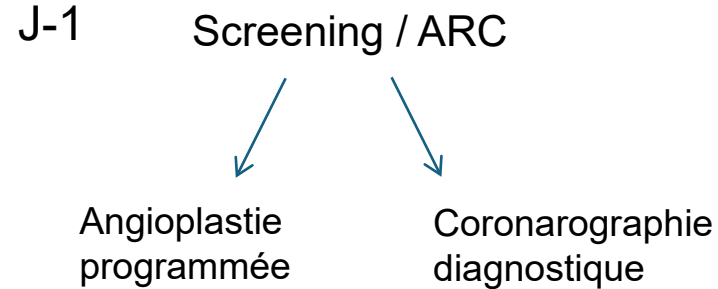 J-1
Screening / ARC
Angioplastie
programmée
Coronarographie
diagnostique